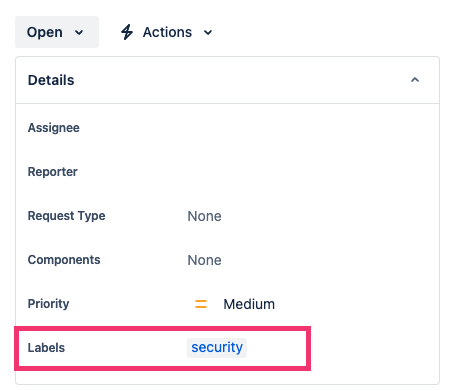 Open Actions
Details
Assignee
Reporter
Request Type None
Components None
Priority Medium
Labels security